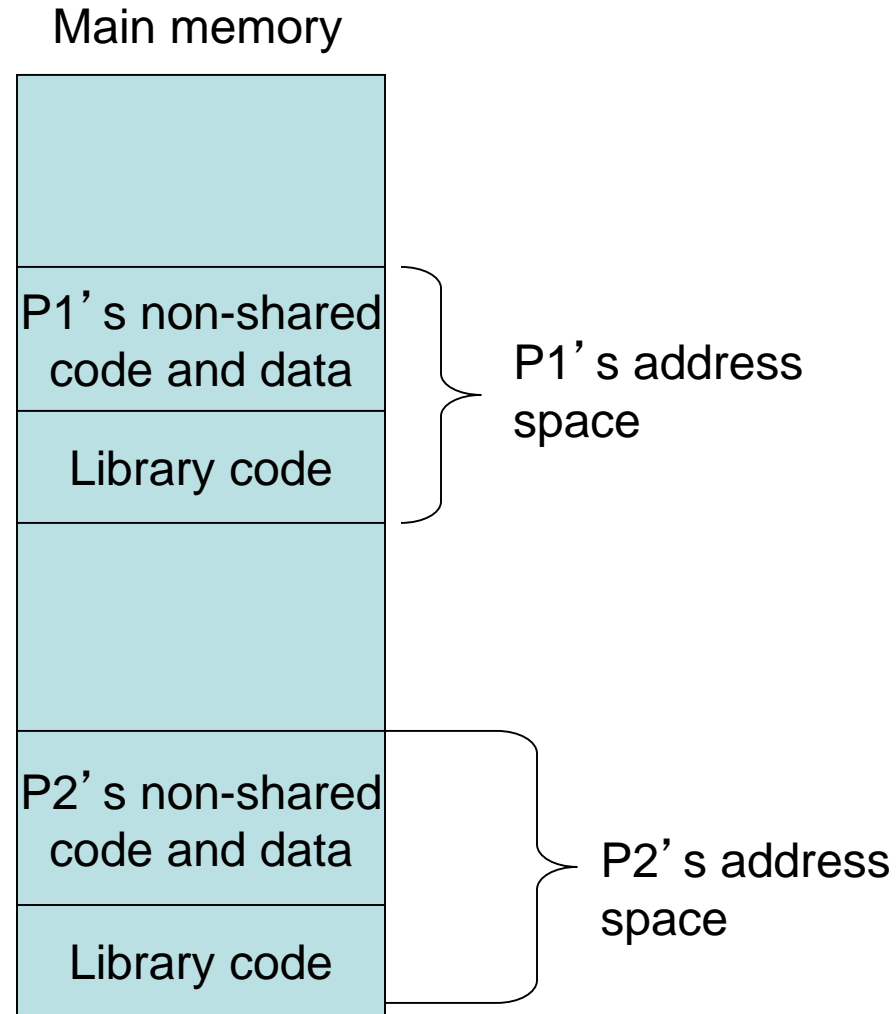 Main memory
P1’s non-shared
code and data
Library code
P1’s address
space
P2’s non-shared
code and data
Library code
P2’s address
space